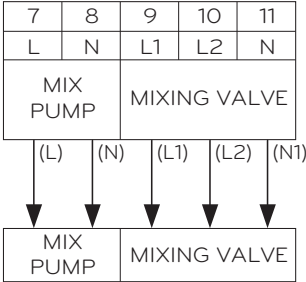 7 8 9 10 11
L N L1 L2 N
MIX
PUMP
MIXING VALVE
(L) (N) (L1) (L2) (N1)
MIX
PUMP
MIXING VALVE